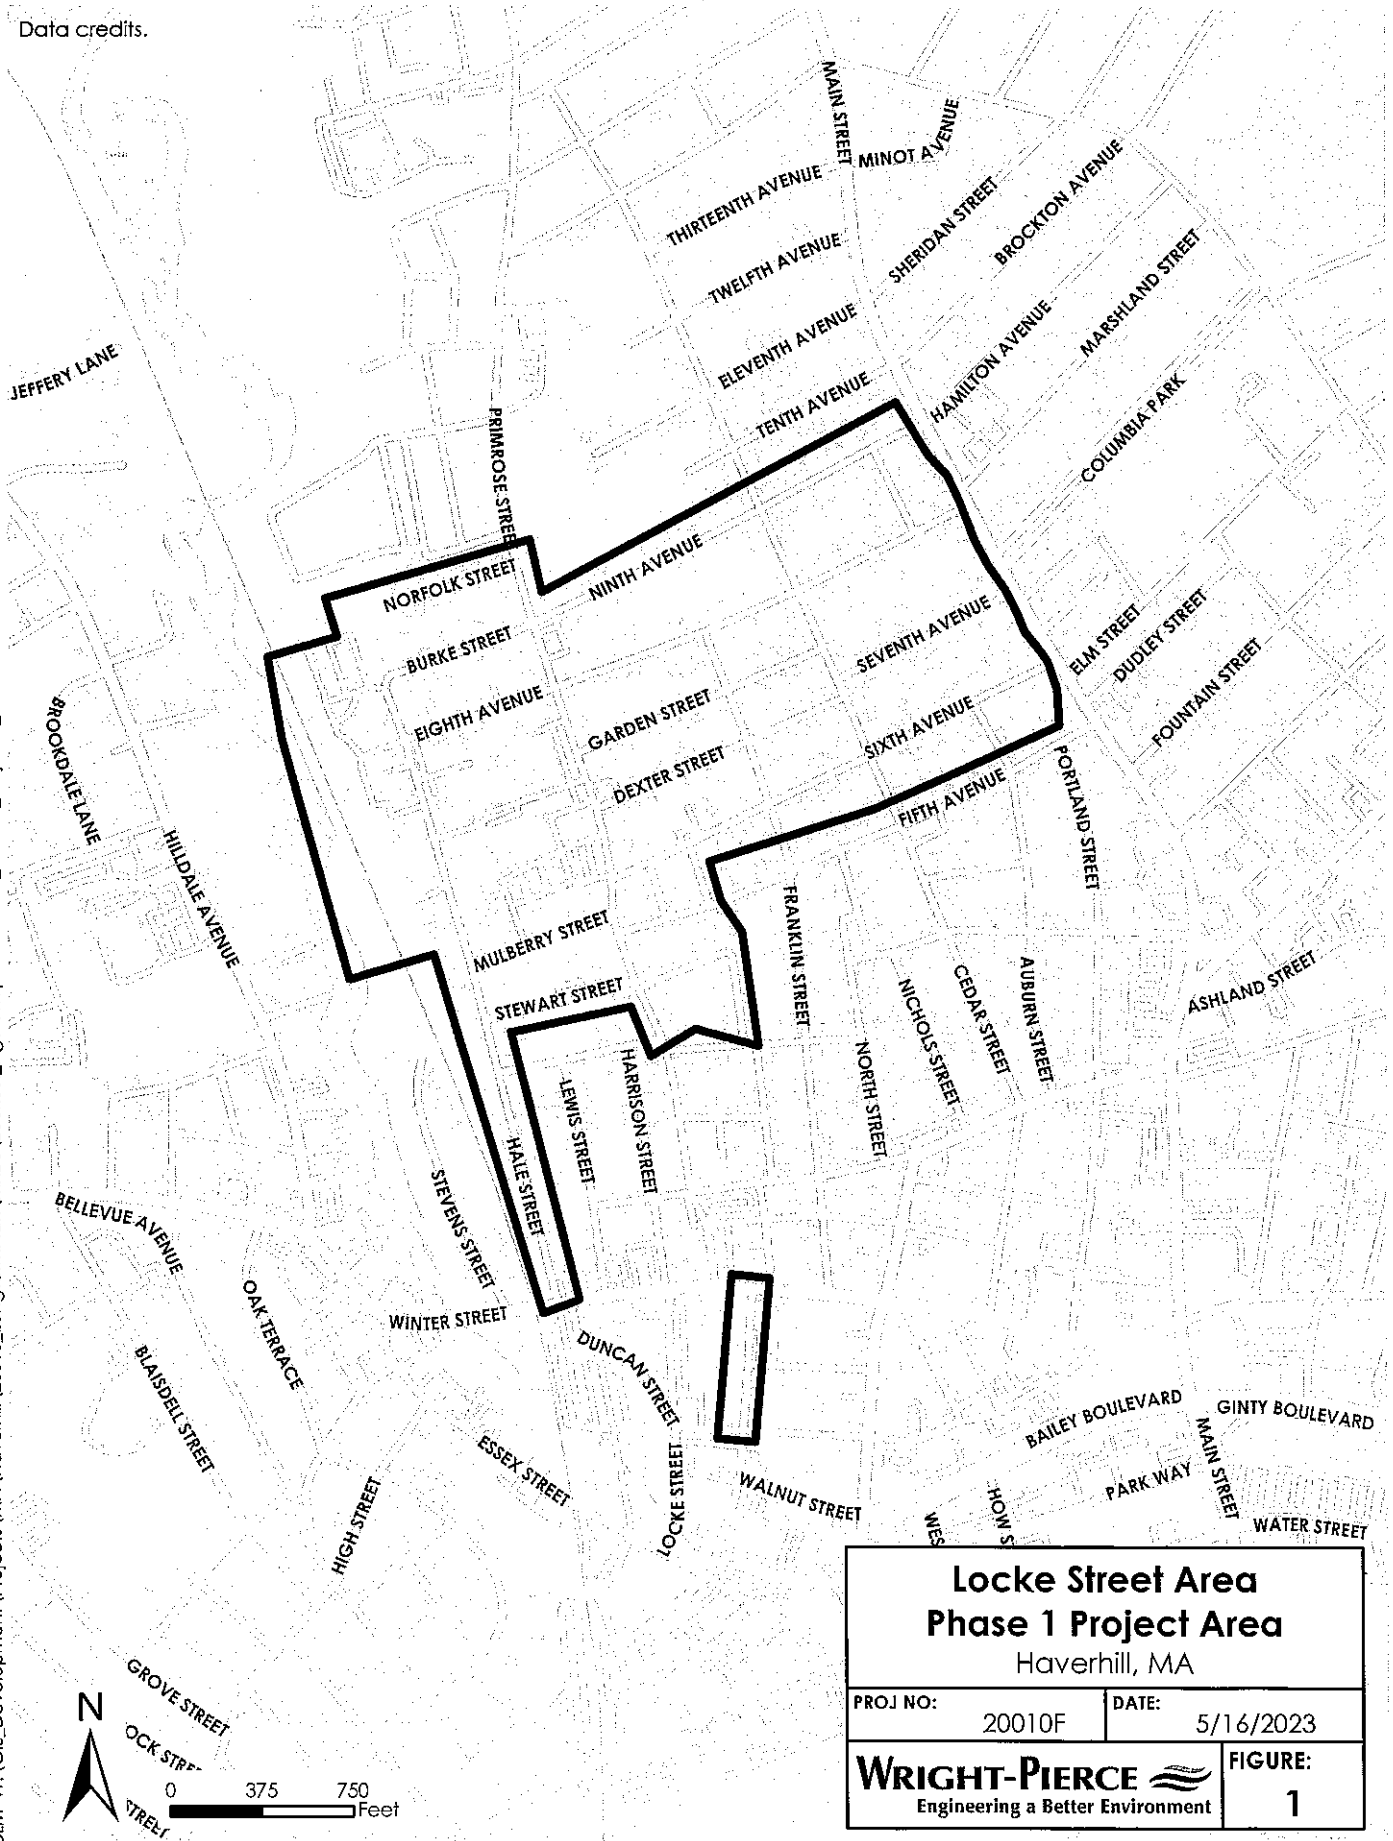 Data credits.
MAIN STREET
MINOT AVENUE
THIRTEENTH AVENUE
SHERIDAN STREET
BROCKTON AVENUE
TWELFTH AVENUE
MARSHLAND STREET
ELEVENTH AVENUE
HAMILTON AVENUE
JEFFERY LANE
TENTH AVENUE
COLUMBIA PARK
PRIMROSE STREE
NORFOLK STREET
NINTH AVENUE
BURKE STREET
SEVENTH AVENUE
ELM STREET
DUDLEY STREET
FOUNTAIN STREET
EIGHTH AVENUE
GARDEN STREET
SIXTH AVENUE
BROOKDALE LANE
DEXTER STREET
FIFTH AVENUE
PORTLAND STREET
HILLDALE AVENUE
FRANKLIN STREET
MULBERRY STREET
STEWART STREET
NICHOLS STREET
CEDAR STREET
AUBURN STREET
ASHLAND STREET
NORTH STREET
HARRISON STREET
LEWIS STREET
HALE STREET
STEVENS STREET
BELLEVUE AVENUE
OAK TERRACE
WINTER STREET
DUNCAN STREET
BLAISDELL STREET
BAILEY BOULEVARD
GINTY BOULEVARD
MAIN STREET
ESSEX STREET
LOCKE STREET
WALNUT STREET
PARK WAY
HIGH STREET
WES
HOW S
WATER STREET
Locke Street Area
Phase 1 Project Area
Haverhill, MA
PROJ NO: 20010F
DATE: 5/16/2023
WRIGHT-PIERCE
Engineering a Better Environment
FIGURE:
1
GROVE STREET
OCK STRE
TREET
N
0 375 750
Feet